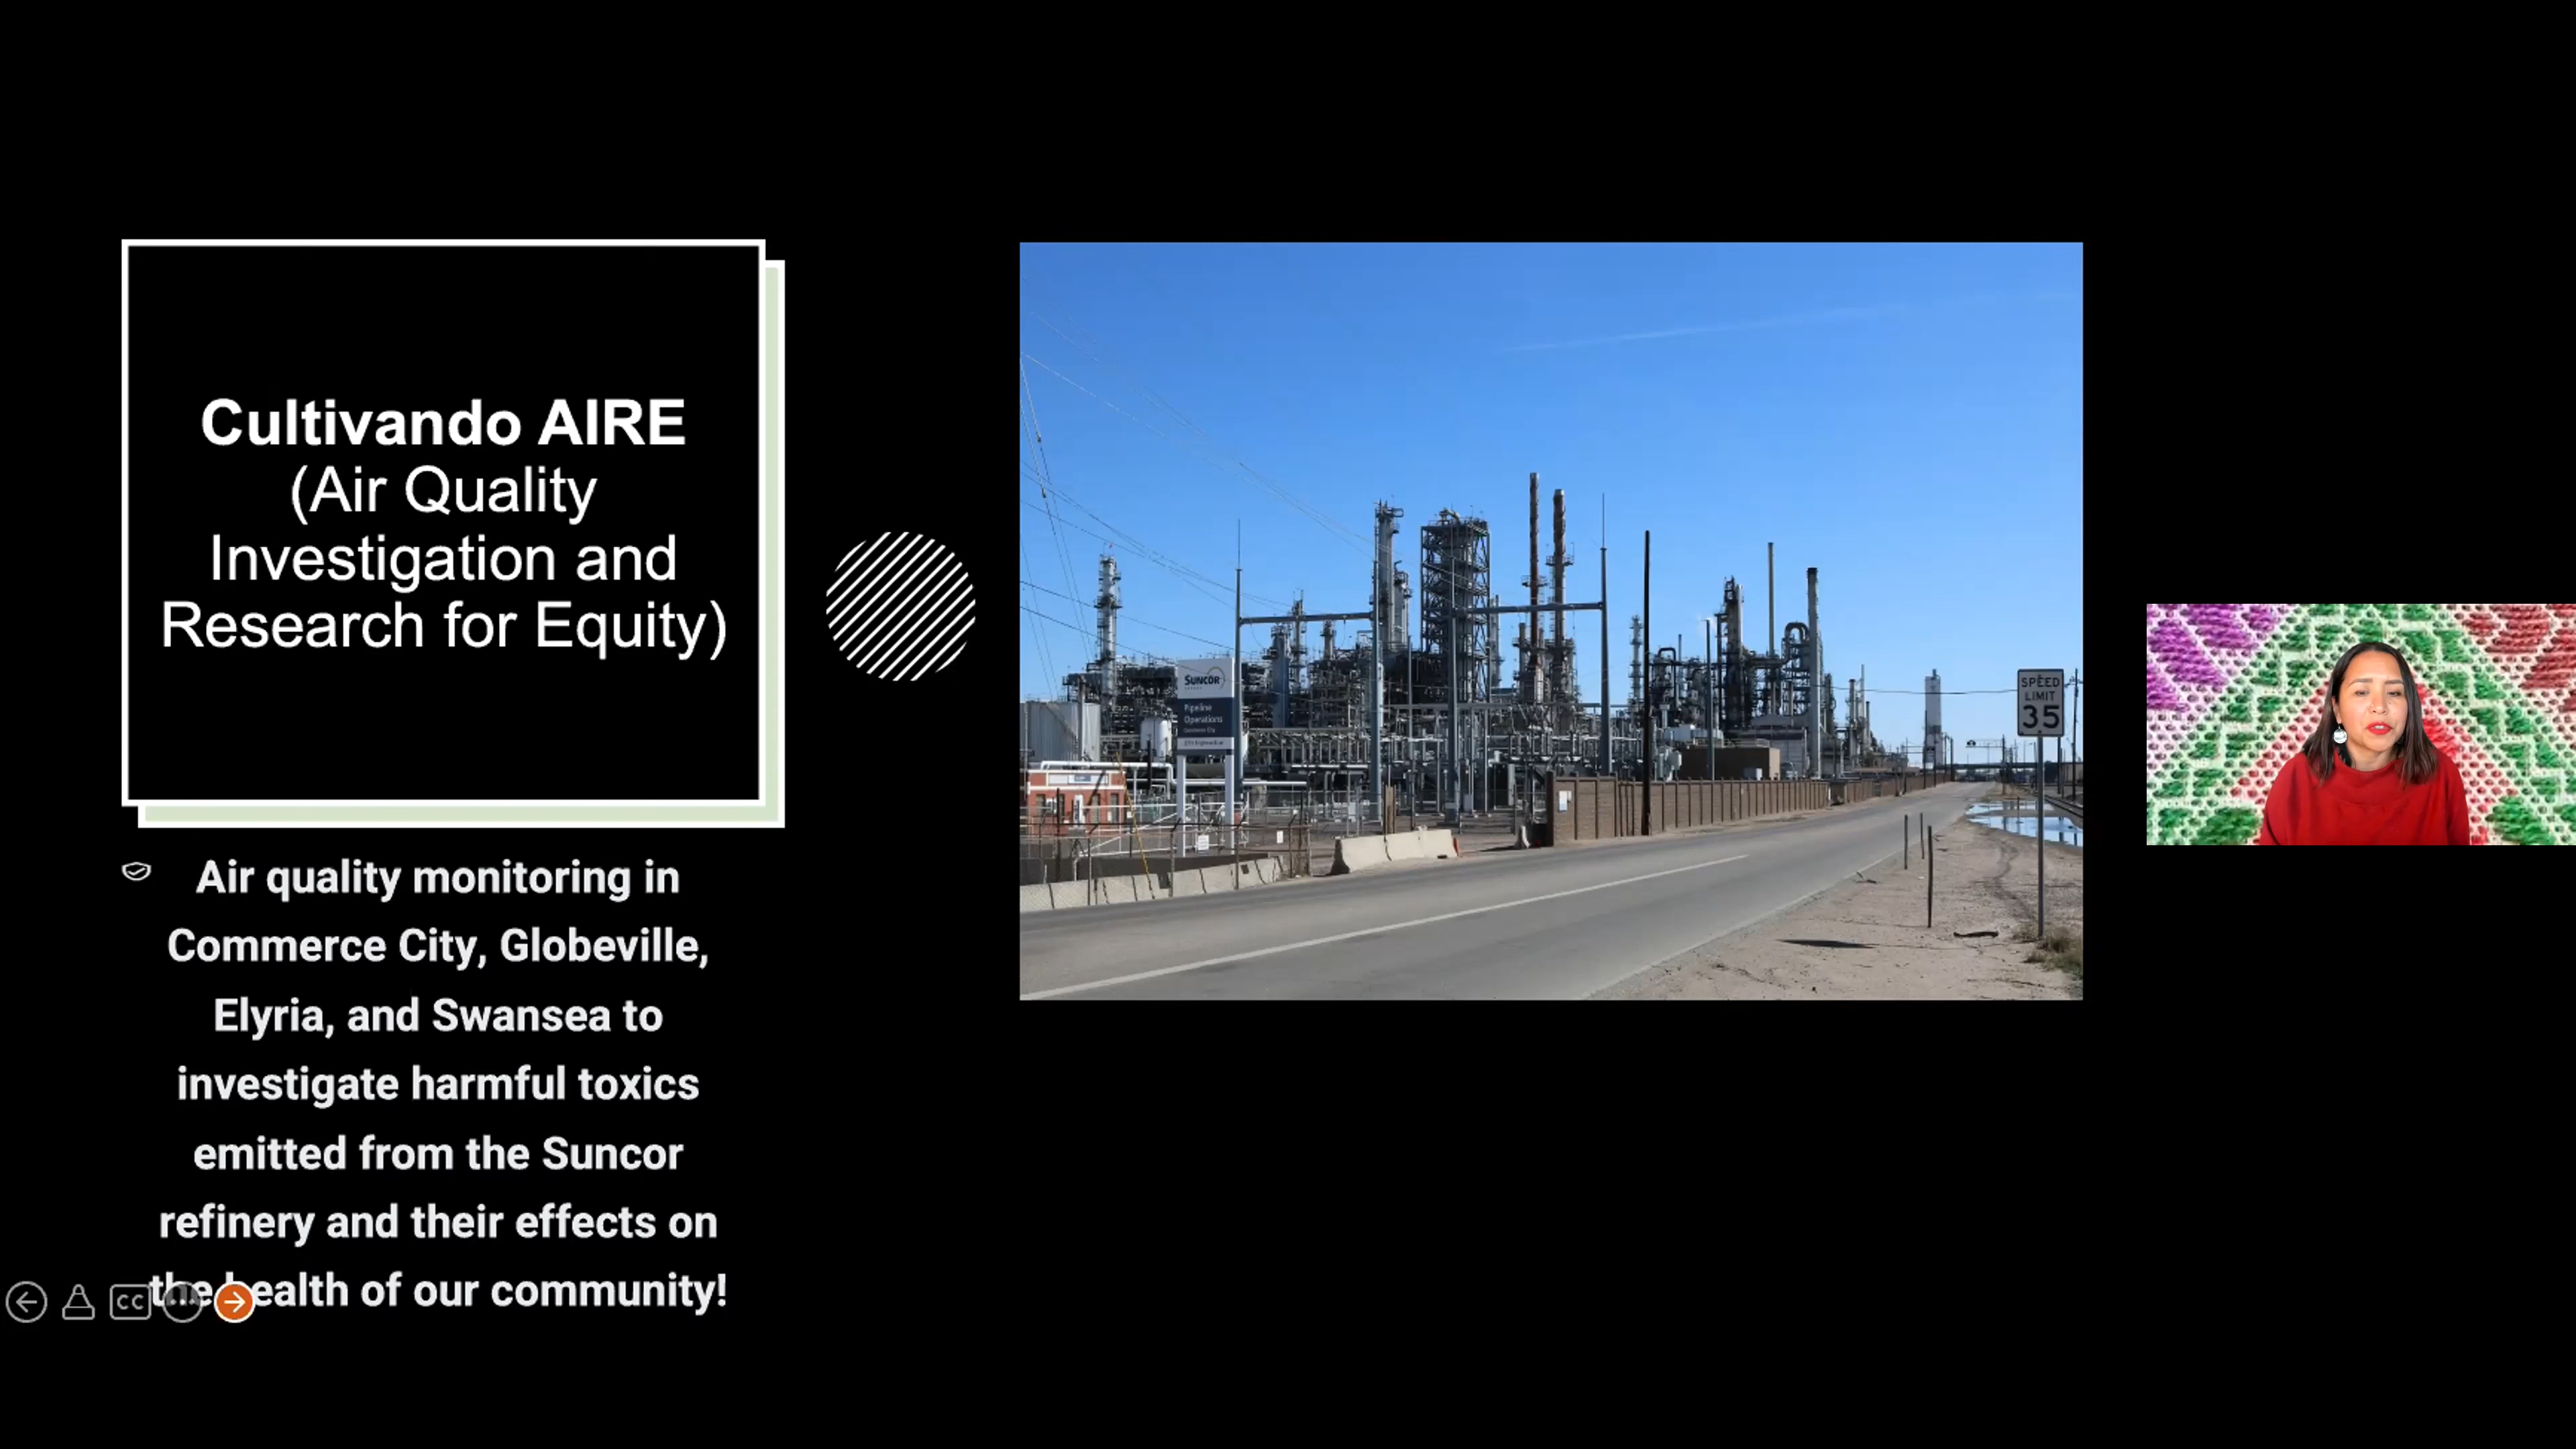 Cultivando AIRE
(Air Quality
Investigation and
Research for Equity)
Air quality monitoring in
Commerce City, Globeville,
Elyria, and Swansea to
investigate harmful toxics
emitted from the Suncor
refinery and their effects on
the health of our community!
SUNCOR
Pipeline
Operations
SPEED
LIMIT
35
CC